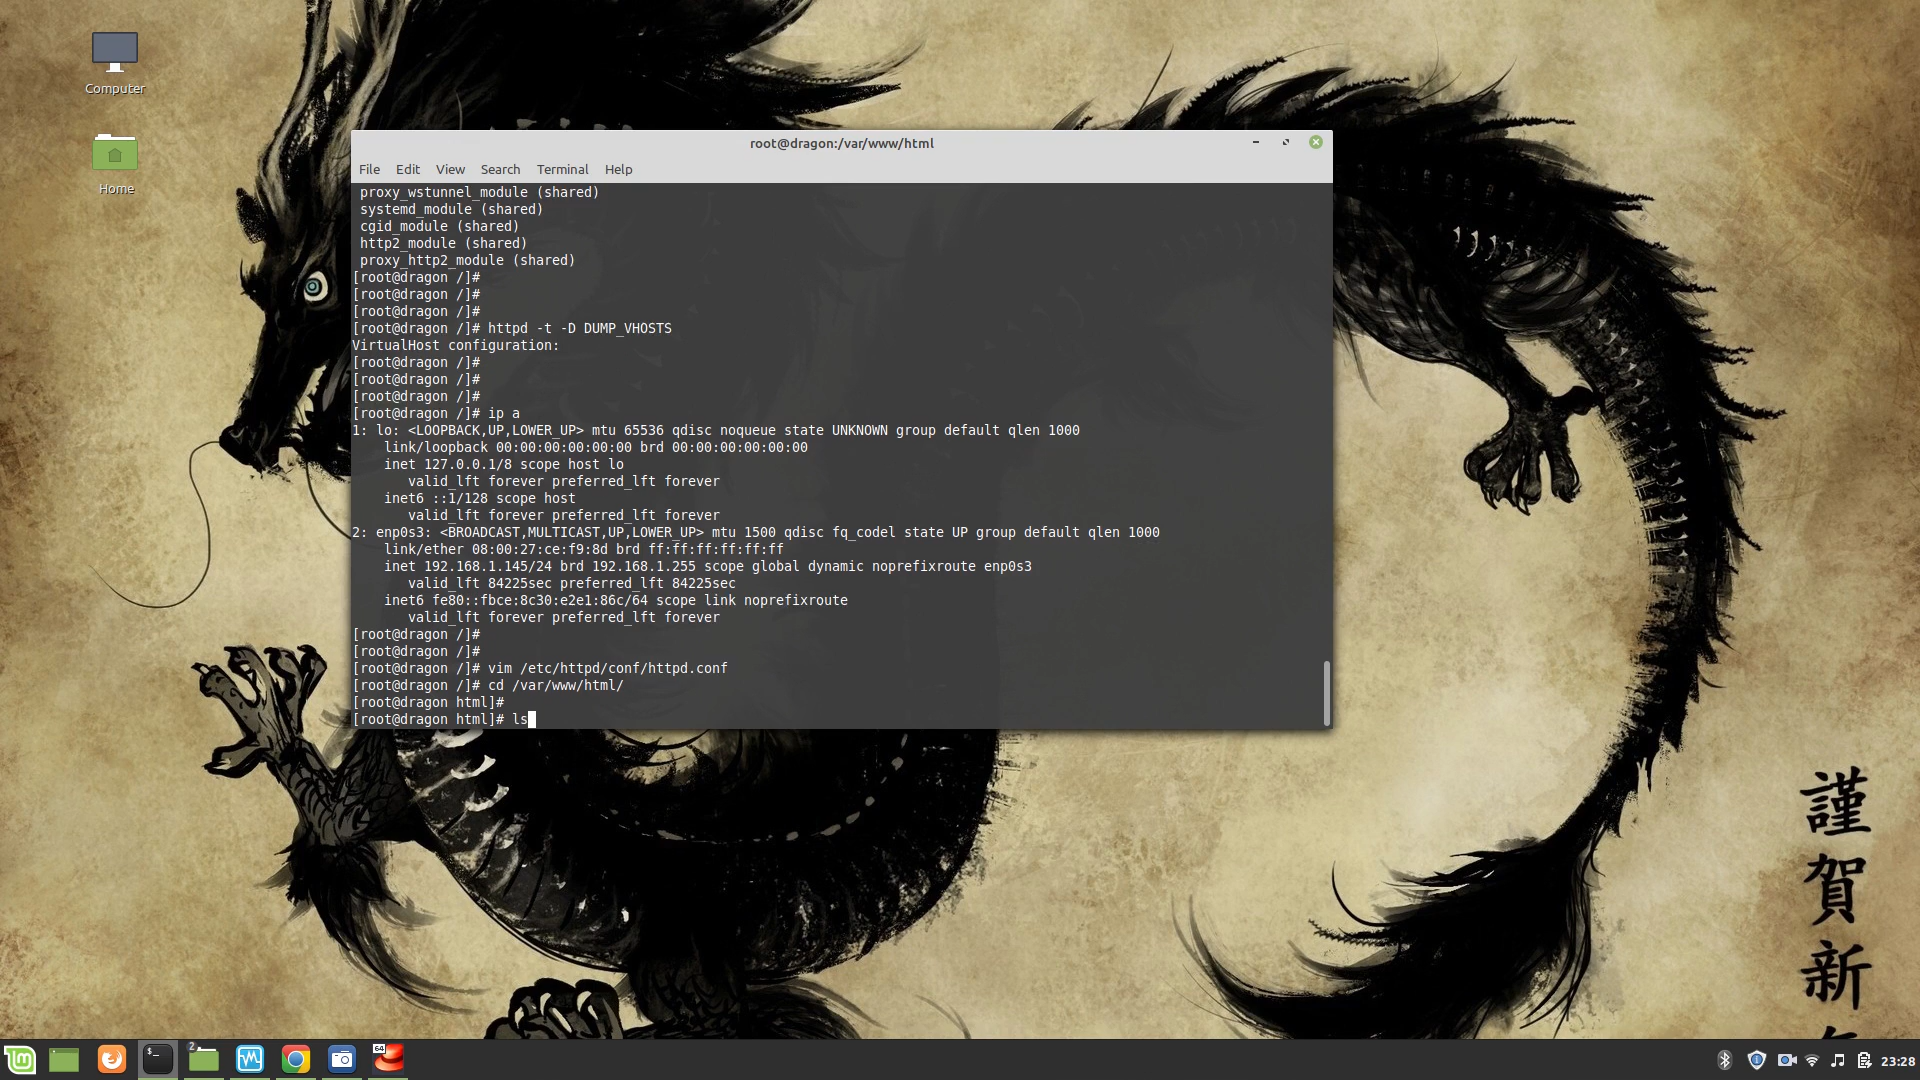 Computer
Home
root@dragon:/var/www/html
File Edit View Search Terminal Help
proxy_wstunnel_module (shared)
systemd_module (shared)
cgid_module (shared)
http2_module (shared)
proxy_http2_module (shared)
[root@dragon /]#
[root@dragon /]#
[root@dragon /]#
[root@dragon /]# httpd -t -D DUMP_VHOSTS
VirtualHost configuration:
[root@dragon /]#
[root@dragon /]#
[root@dragon /]#
[root@dragon /]# ip a
1: lo: <LOOPBACK,UP,LOWER_UP> mtu 65536 qdisc noqueue state UNKNOWN group default qlen 1000
link/loopback 00:00:00:00:00:00 brd 00:00:00:00:00:00
inet 127.0.0.1/8 scope host lo
valid_lft forever preferred_lft forever
inet6 ::1/128 scope host
valid_lft forever preferred_lft forever
2: enp0s3: <BROADCAST,MULTICAST,UP,LOWER_UP> mtu 1500 qdisc fq_codel state UP group default qlen 1000
link/ether 08:00:27:ce:f9:8d brd ff:ff:ff:ff:ff:ff
inet 192.168.1.145/24 brd 192.168.1.255 scope global dynamic noprefixroute enp0s3
valid_lft 84225sec preferred_lft 84225sec
inet6 fe80::fbce:8c30:e2e1:86c/64 scope link noprefixroute
valid_lft forever preferred_lft forever
[root@dragon /]#
[root@dragon /]#
[root@dragon /]# vim /etc/httpd/conf/httpd.conf
[root@dragon /]# cd /var/www/html/
[root@dragon html]#
[root@dragon html]# ls
謹賀新
$_
2
64
23:28